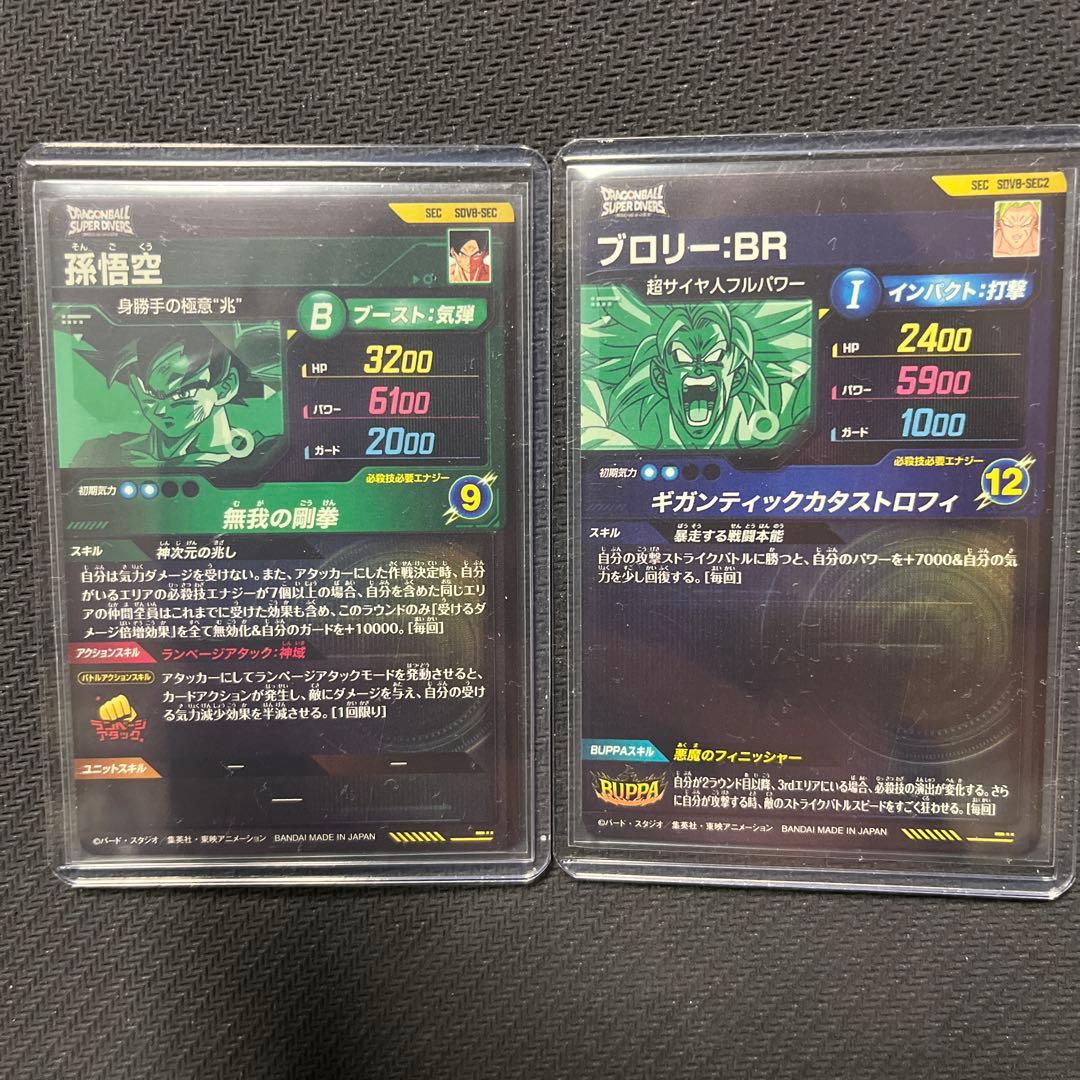 DRAGONBALL
SUPER DIVERS
SEC SDV8-SEC
そんごくう
孫悟空
身勝手の極意"兆"
B ブースト:気弾
HP 3200
パワー 6100
ガード 2000
初期気力
必殺技必要エナジー
9
むが ごうけん
無我の剛拳
スキル 神次元の兆し
自分は気力ダメージを受けない。また、アタッカーにした作戦決定時、自分
がいるエリアの必殺技エナジーが7個以上の場合、自分を含めた同じエリ
アの仲間全員はこれまでに受けた効果も含め、このラウンドのみ「受けるダ
メージ倍増効果」を全て無効化&自分のガードを+10000。[毎回]
アクションスキル ランページアタック:神域
バトルアクションスキル
アタッカーにしてランページアタックモードを発動させると、
カードアクションが発生し、敵にダメージを与え、自分の受け
る気力減少効果を半減させる。[1回限り]
ランページ
アタック
ユニットスキル ー ー
ー
©バード・スタジオ/集英社・東映アニメーション BANDAI MADE IN JAPAN
DRAGONBALL
SUPER DIVERS
SEC SDV8-SEC2
ブロリー:BR
超サイヤ人フルパワー
I インパクト:打撃
HP 2400
パワー 5900
ガード 1000
初期気力
必殺技必要エナジー
12
ギガンティックカタストロフィ
スキル 暴走する戦闘本能
自分の攻撃ストライクバトルに勝つと、自分のパワーを+7000&自分の気
力を少し回復する。[毎回]
BUPPAスキル 悪魔のフィニッシャー
BUPPA
自分が2ラウンド目以降、3rdエリアにいる場合、必殺技の演出が変化する。さら
に自分が攻撃する時、敵のストライクバトルスピードをすごく狂わせる。[毎回]
©バード・スタジオ/集英社・東映アニメーション BANDAI MADE IN JAPAN